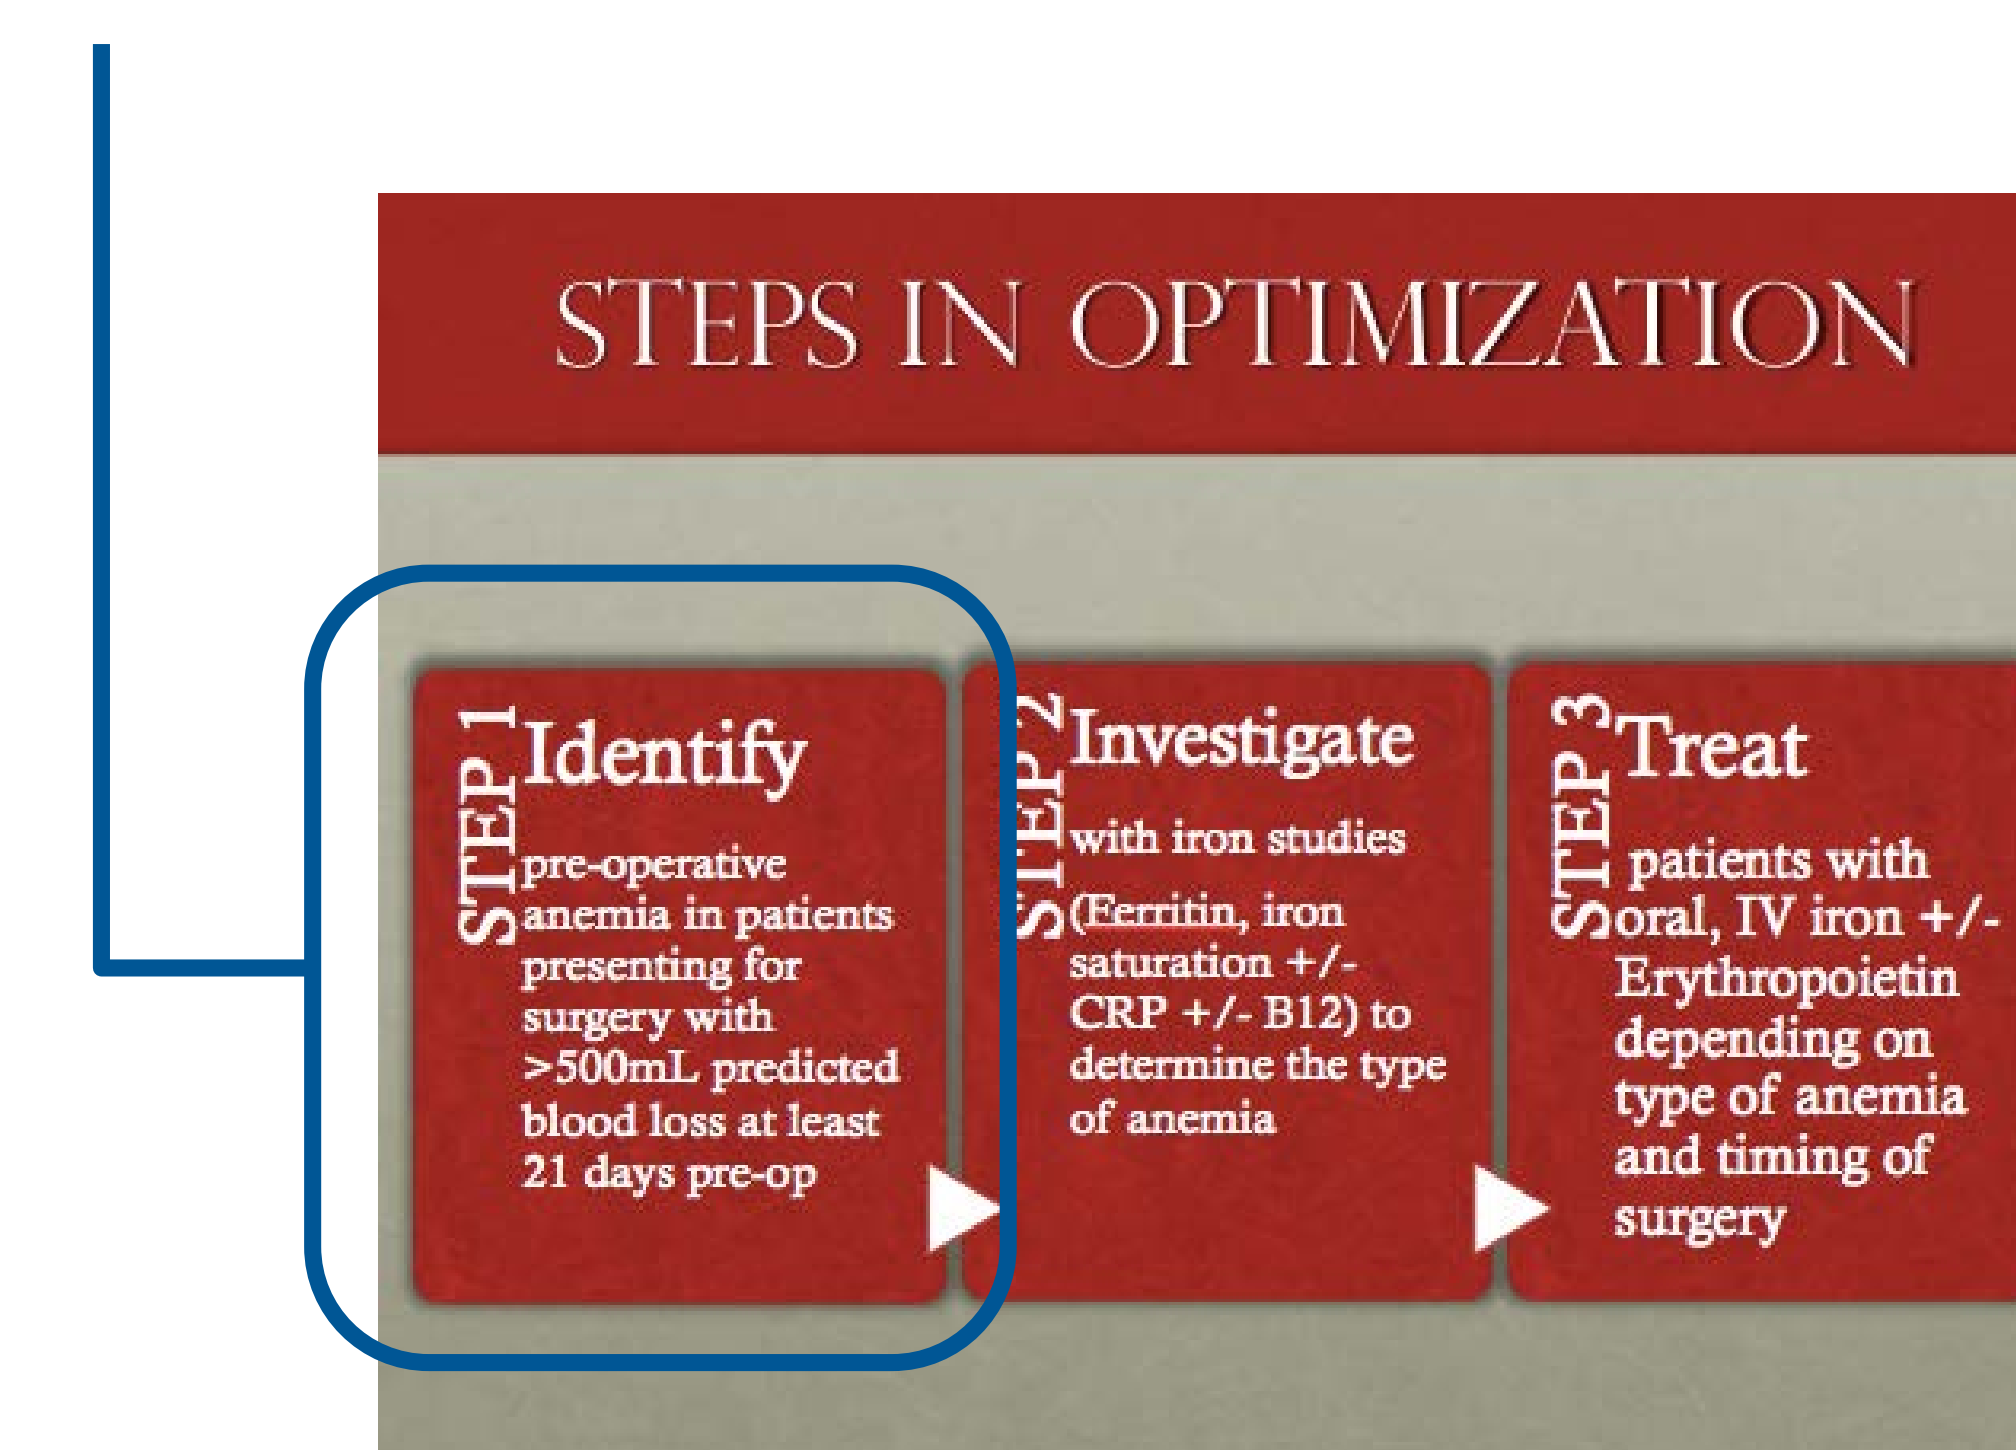 STEPS IN OPTIMIZATION
STEP 1
Identify
pre-operative
anemia in patients
presenting for
surgery with
>500mL predicted
blood loss at least
21 days pre-op
STEP 2
Investigate
with iron studies
(Ferritin, iron
saturation +/-
CRP +/- B12) to
determine the type
of anemia
STEP 3
Treat
patients with
oral, IV iron +/-
Erythropoietin
depending on
type of anemia
and timing of
surgery